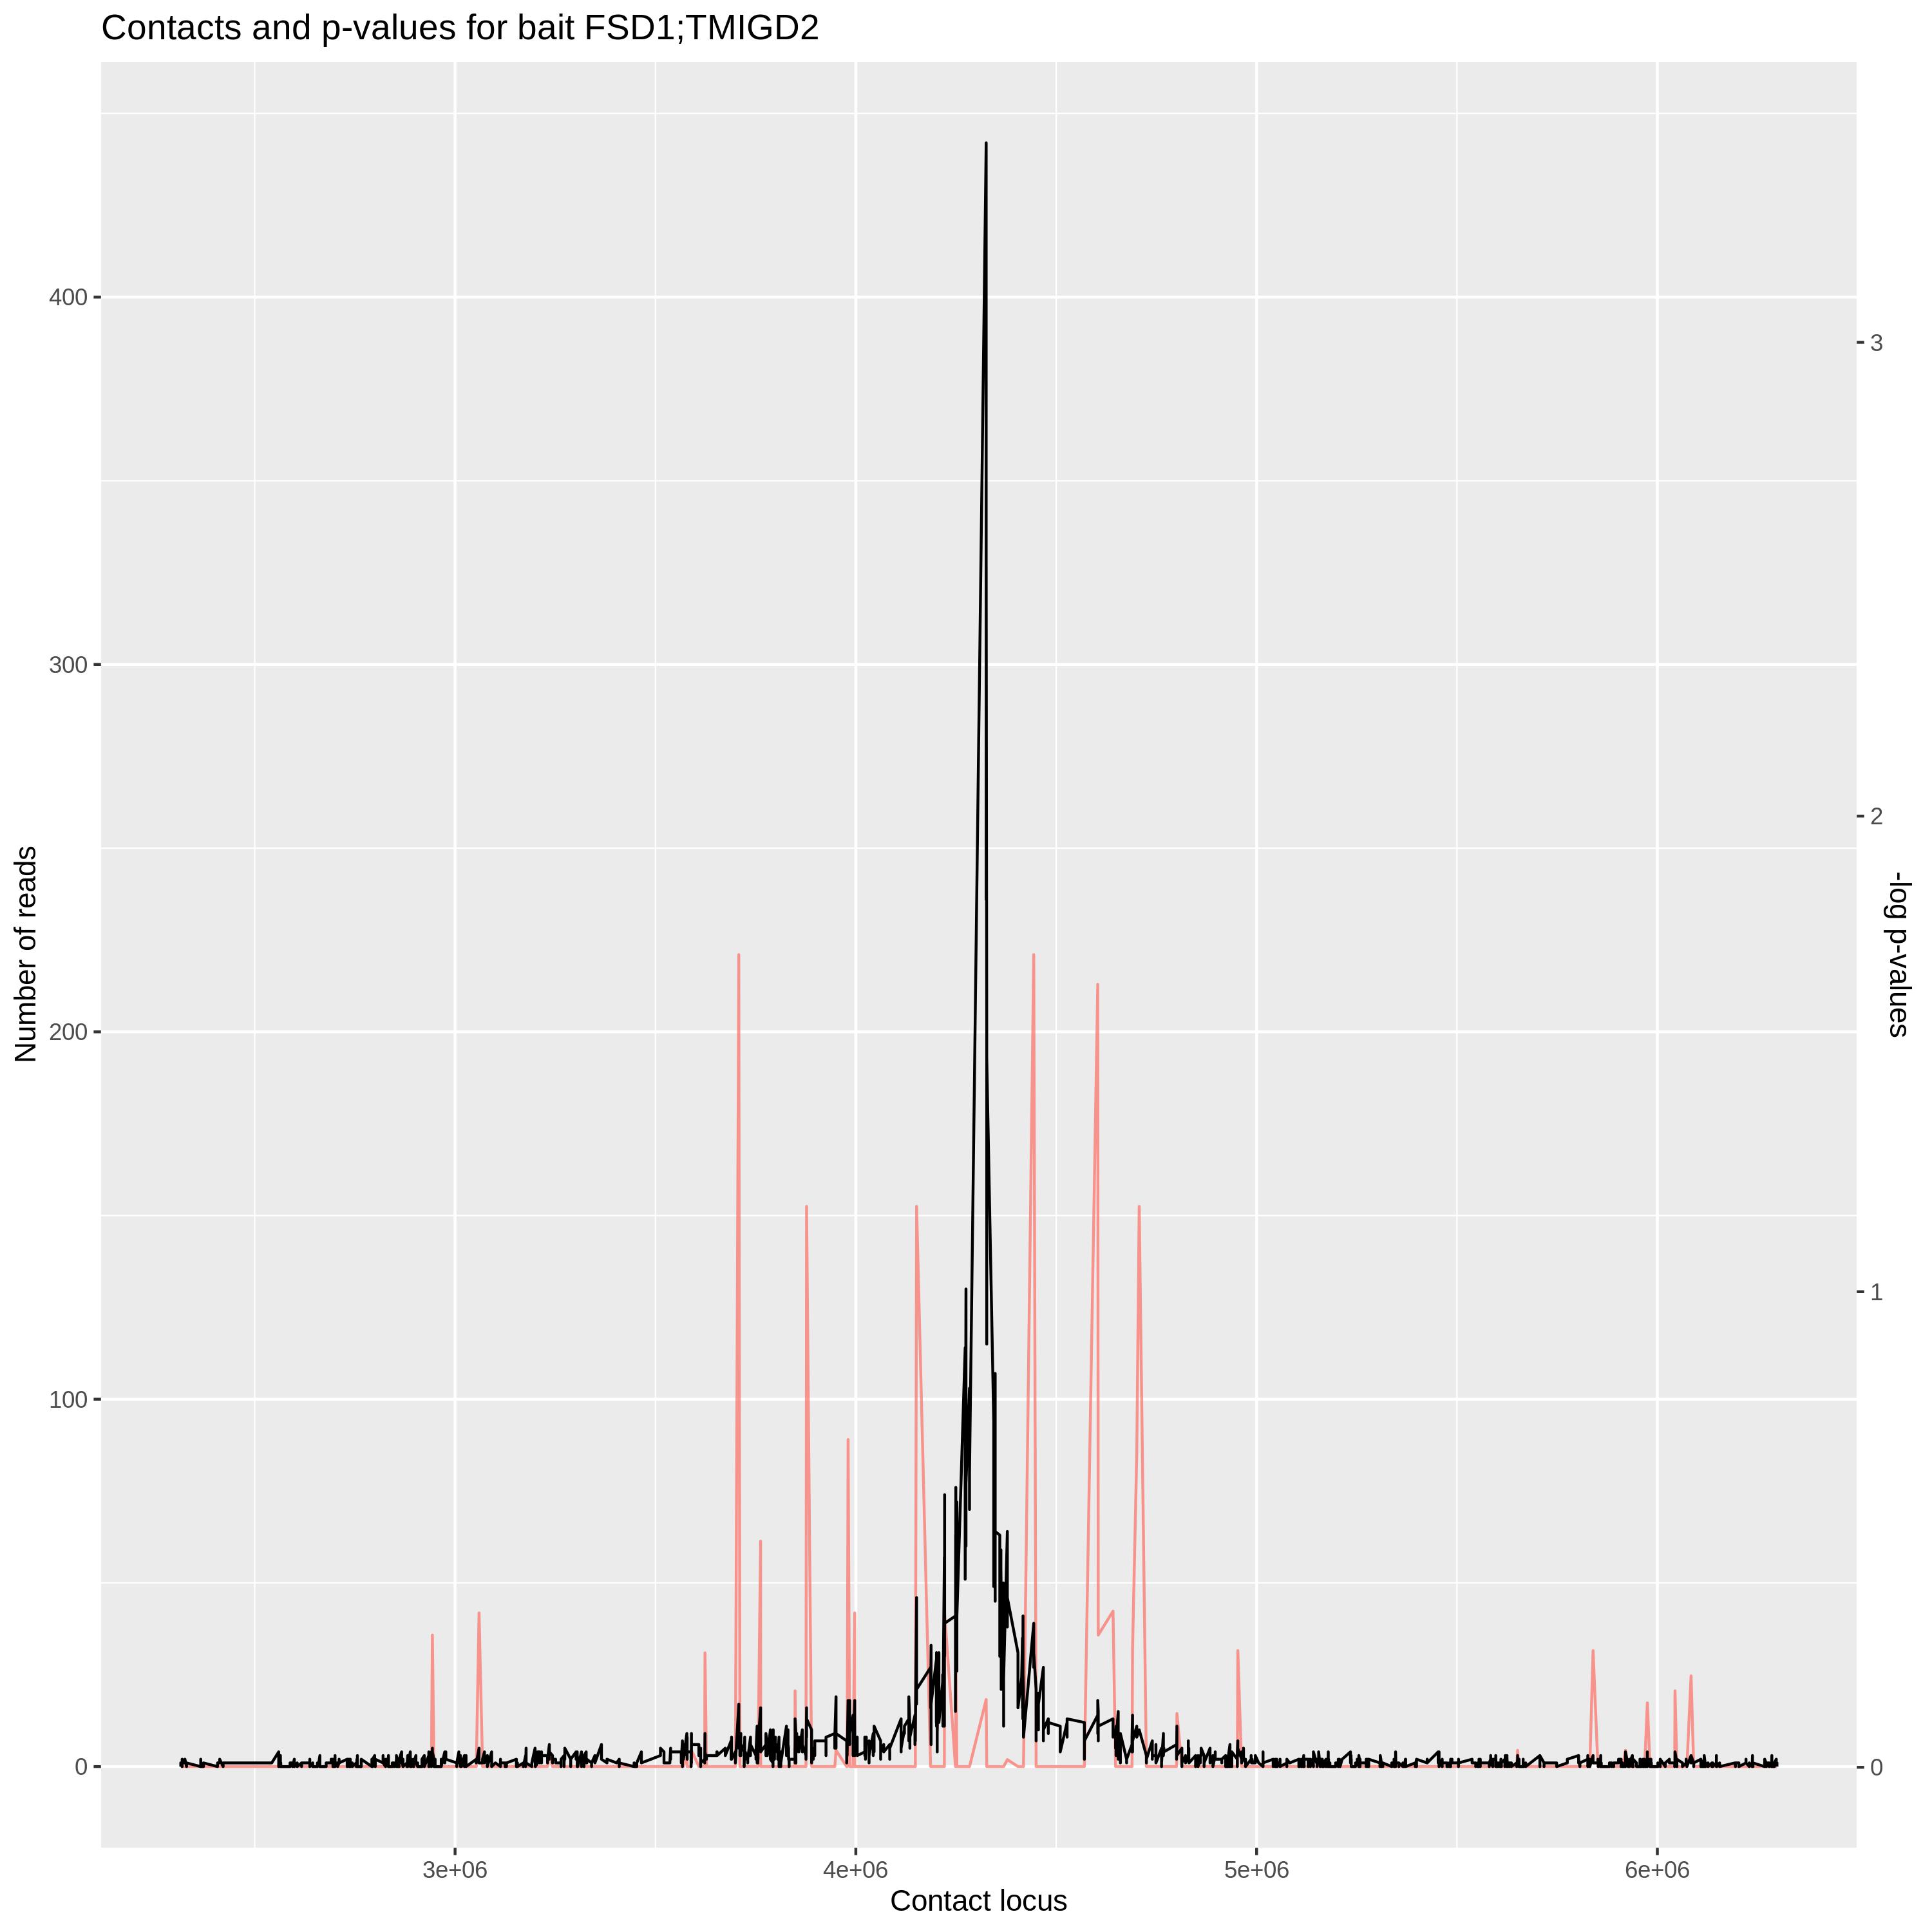 Contacts and p-values for bait FSD1;TMIGD2
Number of reads
400
300
200
100
0
3
2
1
0
-log p-values
3e+06
4e+06
5e+06
6e+06
Contact locus